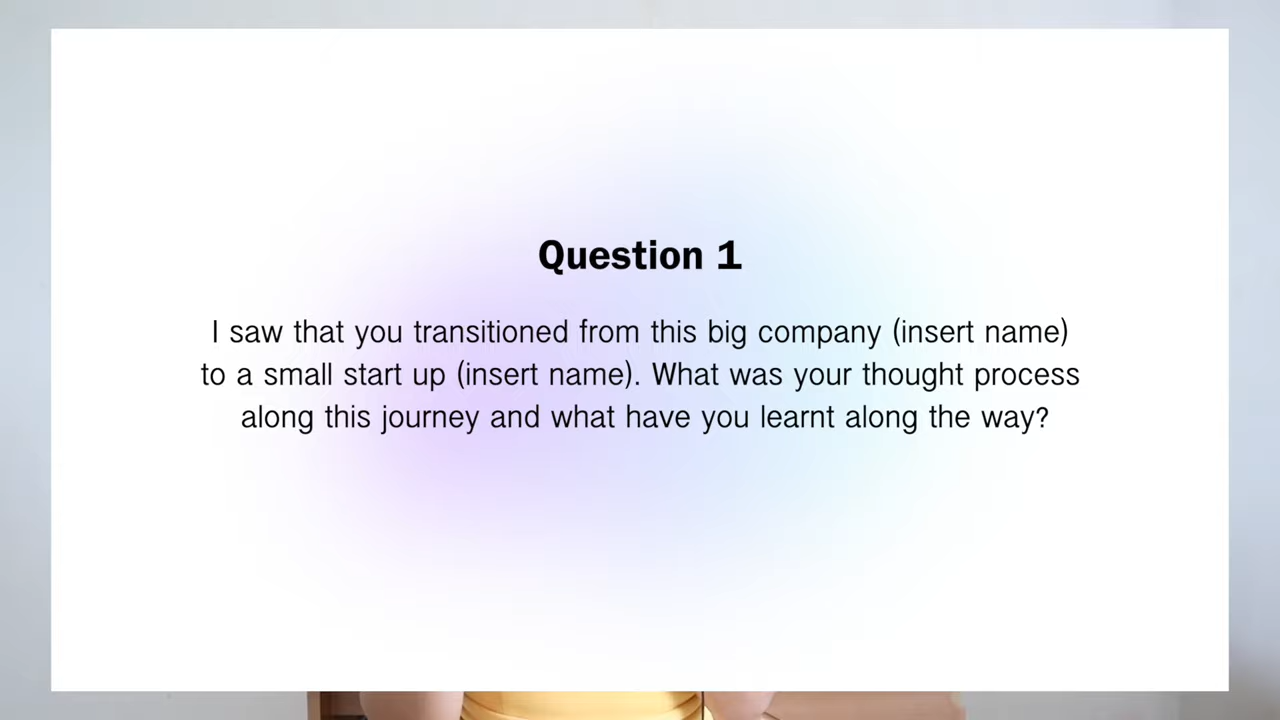 Question 1
I saw that you transitioned from this big company (insert name)
to a small start up (insert name). What was your thought process
along this journey and what have you learnt along the way?